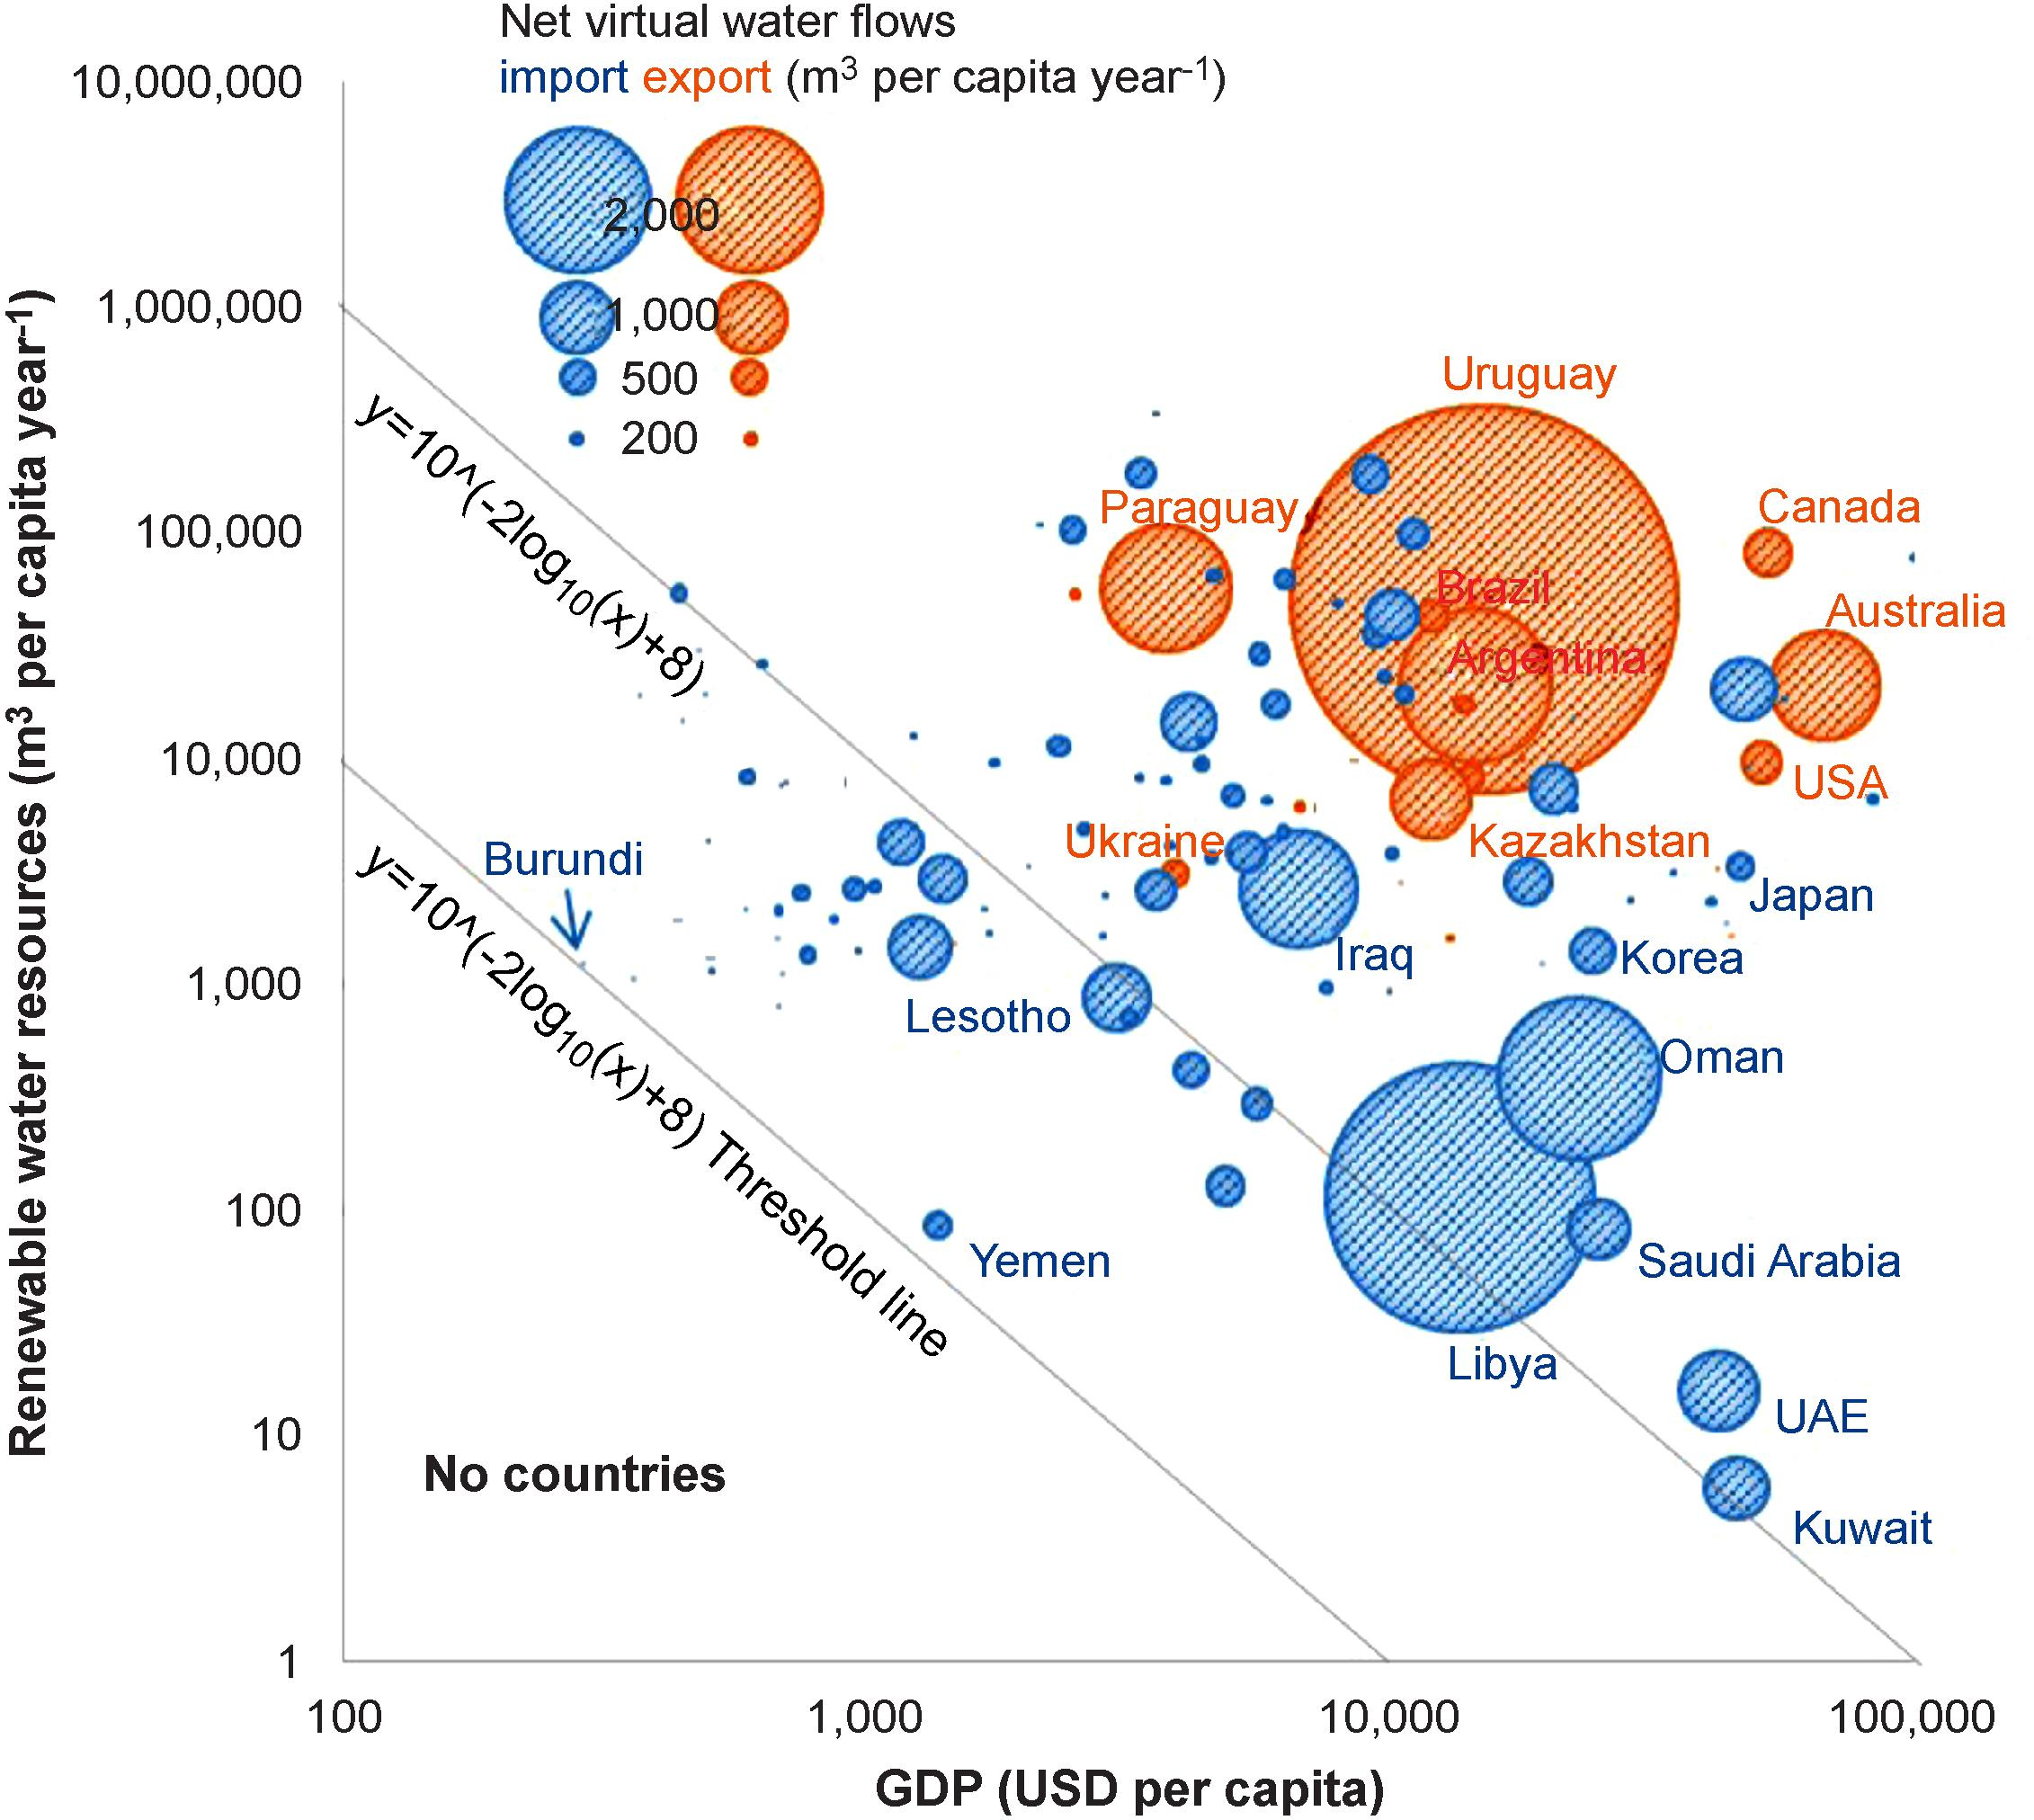 Net virtual water flows
import export (m³ per capita year⁻¹)
10,000,000
1,000,000
100,000
10,000
1,000
100
10
1
Renewable water resources (m³ per capita year⁻¹)
2,000
1,000
500
200
y=10^(-2log₁₀(x)+8)
y=10^(-2log₁₀(x)+8) Threshold line
Uruguay
Paraguay
Canada
Brazil
Australia
Argentina
USA
Ukraine
Kazakhstan
Burundi
Japan
Iraq
Korea
Lesotho
Oman
Yemen
Saudi Arabia
Libya
UAE
No countries
Kuwait
100
1,000
10,000
100,000
GDP (USD per capita)